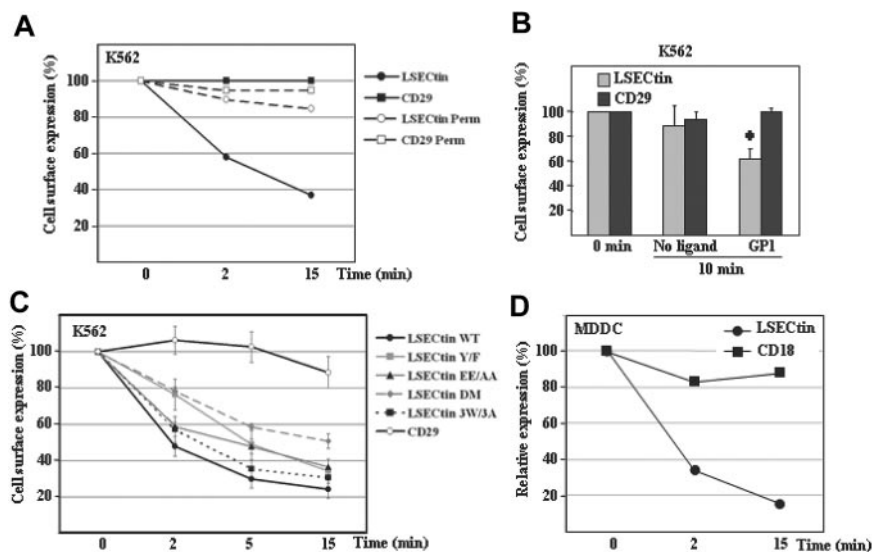 A
K562
Cell surface expression (%)
100
80
60
40
20
0 2 15 Time (min)
LSECtin
CD29
LSECtin Perm
CD29 Perm
B
K562
LSECtin
CD29
Cell surface expression (%)
100
80
60
40
20
0 min No ligand GP1
10 min
C
K562
Cell surface expression (%)
100
80
60
40
20
0 2 5 15 Time (min)
LSECtin WT
LSECtin Y/F
LSECtin EE/AA
LSECtin DM
LSECtin 3W/3A
CD29
D
MDDC
LSECtin
CD18
Relative expression (%)
100
80
60
40
20
0 2 15 Time (min)